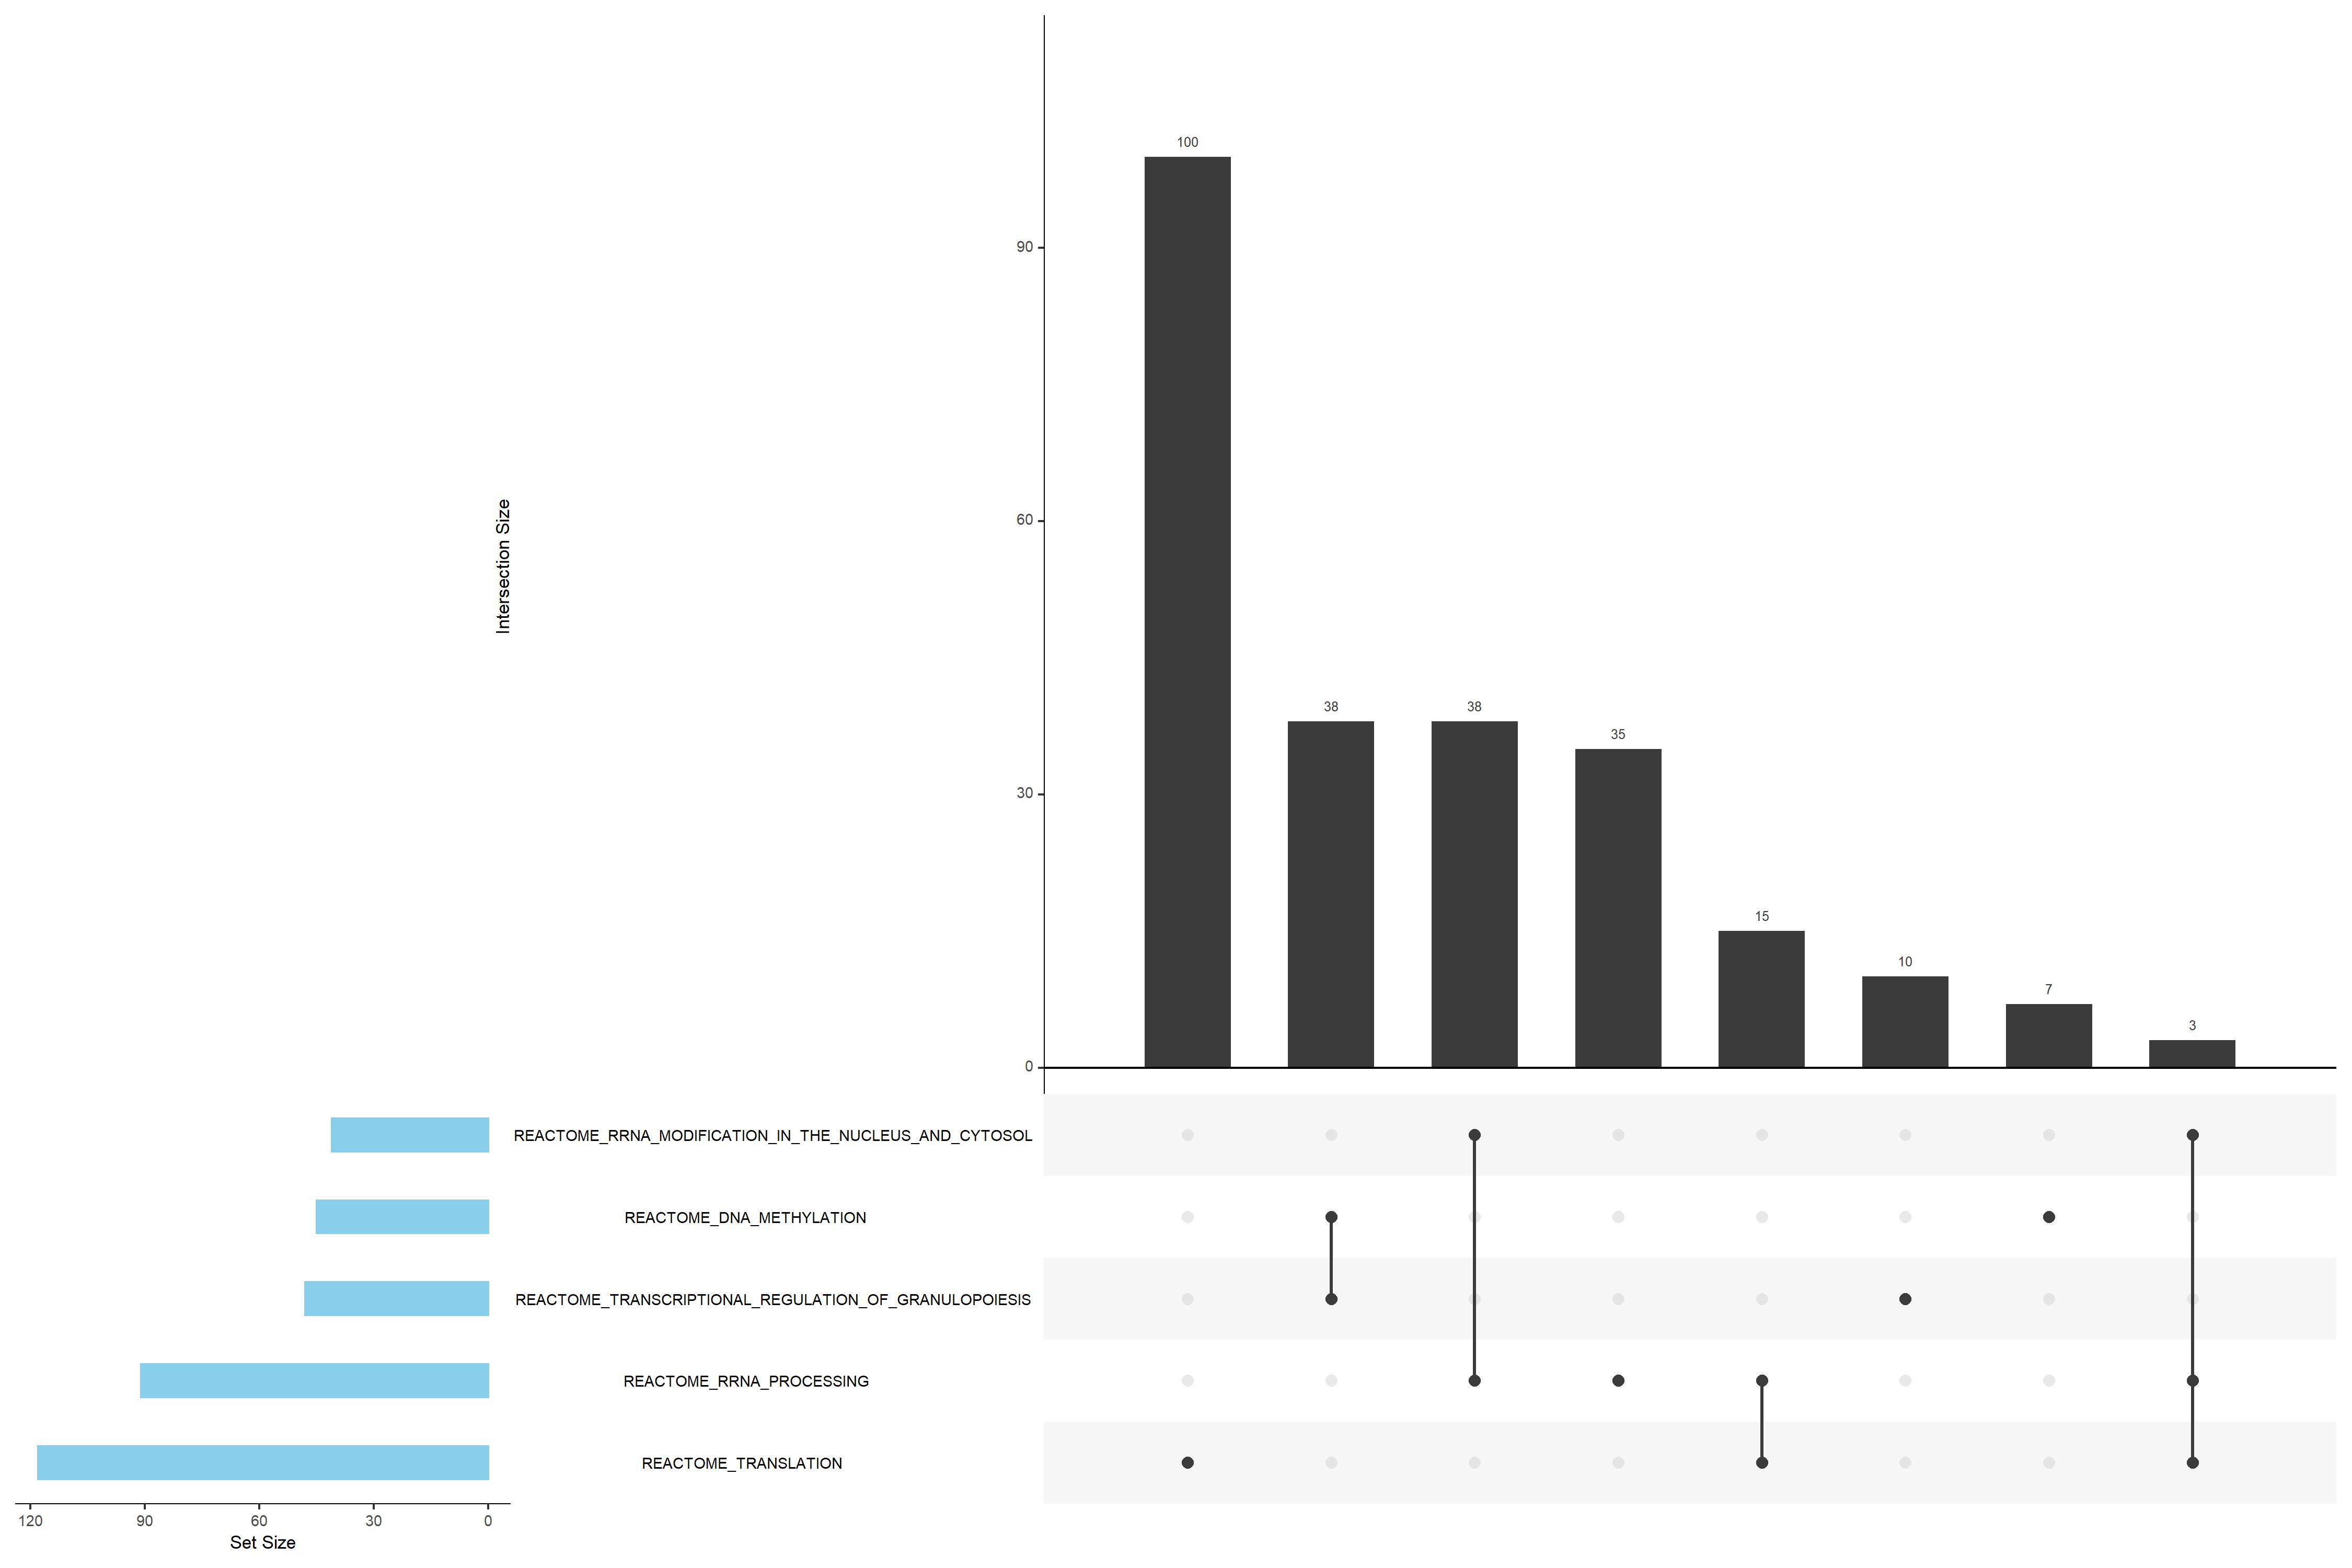 100
90
60
Intersection Size
38
38
35
30
15
10
7
3
0
REACTOME_RRNA_MODIFICATION_IN_THE_NUCLEUS_AND_CYTOSOL
REACTOME_DNA_METHYLATION
REACTOME_TRANSCRIPTIONAL_REGULATION_OF_GRANULOPOIESIS
REACTOME_RRNA_PROCESSING
REACTOME_TRANSLATION
120 90 60 30 0
Set Size